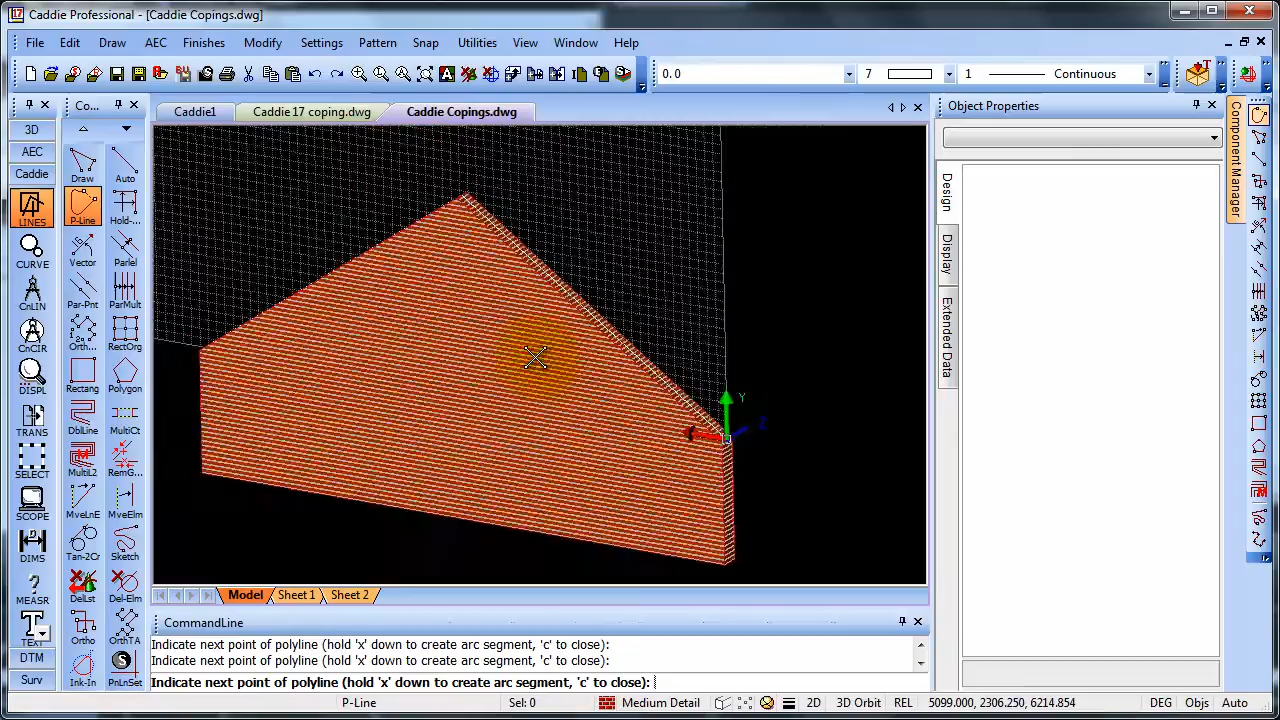 Caddie Professional - [Caddie Copings.dwg]
File Edit Draw AEC Finishes Modify Settings Pattern Snap Utilities View Window Help
0.0 7 1 Continuous
Co...
Caddie1 Caddie 17 coping.dwg Caddie Copings.dwg
Object Properties
3D
AEC
Caddie
LINES
CURVE
CnLIN
CnCIR
DISPL
TRANS
SELECT
SCOPE
DIMS
MEASR
TEXT
DTM
Surv
Draw Auto
P-Line Hold-...
Vector Parlel
Par-Pnt ParMult
Orth... RectOrg
Rectang Polygon
DblLine MultiCt
MultiL2 RemG...
MveLnE MveElm
Tan-2Cr Sketch
DelLst Del-Elm
Ortho OrthTA
Ink-In PnLnSet
Y
Z
Design
Display
Extended Data
Component Manager
Model Sheet 1 Sheet 2
CommandLine
Indicate next point of polyline (hold 'x' down to create arc segment, 'c' to close):
Indicate next point of polyline (hold 'x' down to create arc segment, 'c' to close):
Indicate next point of polyline (hold 'x' down to create arc segment, 'c' to close):
P-Line Sel: 0 Medium Detail 2D 3D Orbit REL 5099.000, 2306.250, 6214.854 DEG Objs Auto